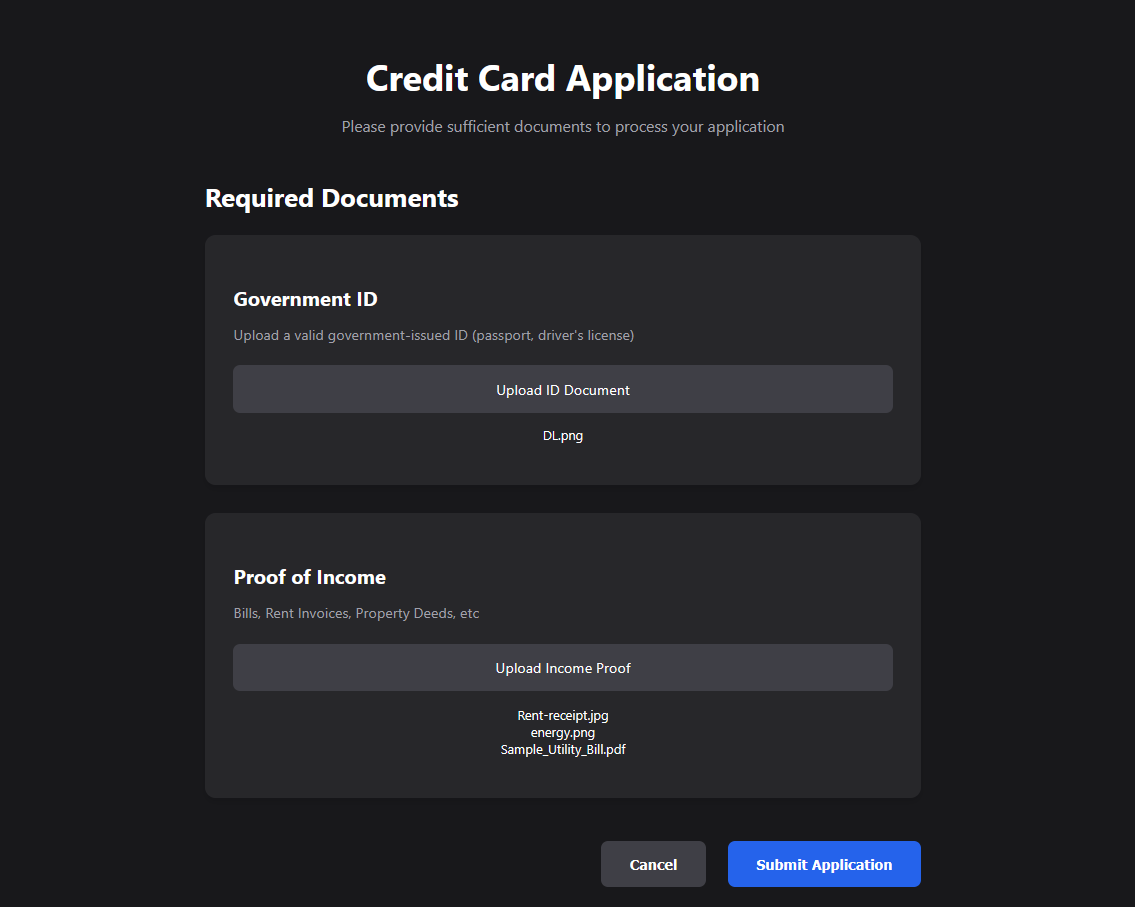 Credit Card Application
Please provide sufficient documents to process your application
Required Documents
Government ID
Upload a valid government-issued ID (passport, driver's license)
Upload ID Document
DL.png
Proof of Income
Bills, Rent Invoices, Property Deeds, etc
Upload Income Proof
Rent-receipt.jpg
energy.png
Sample_Utility_Bill.pdf
Cancel
Submit Application